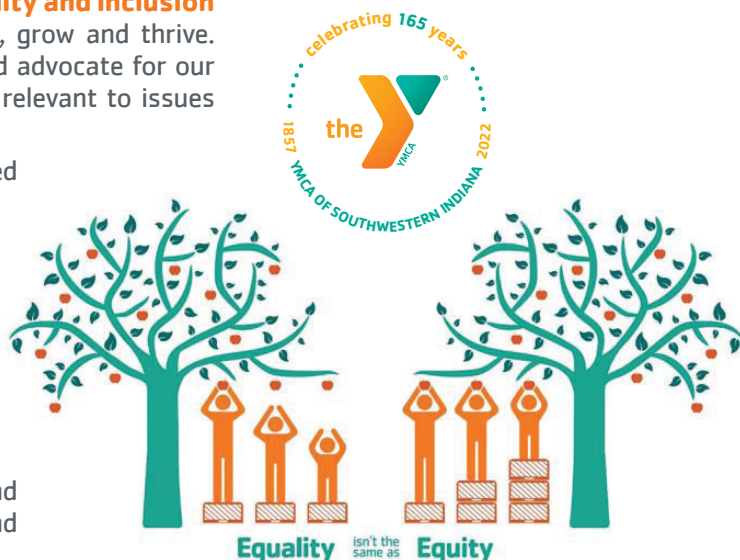 ity and Inclusion
, grow and thrive.
d advocate for our
relevant to issues
ed
nd
nd
celebrating 165 years
the Y®
YMCA
1857 YMCA OF SOUTHWESTERN INDIANA 2022
Equality isn't the same as Equity